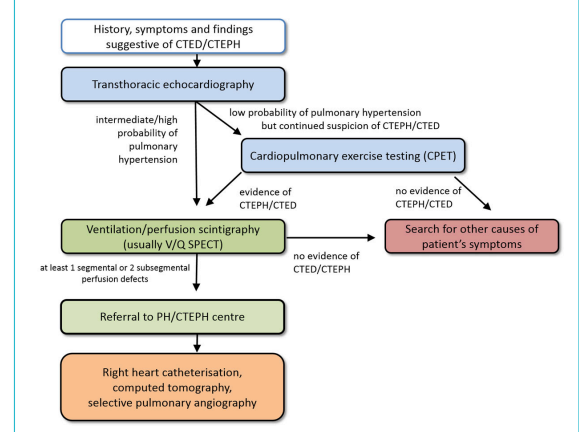 History, symptoms and findings
suggestive of CTED/CTEPH
Transthoracic echocardiography
intermediate/high
probability of
pulmonary
hypertension
low probability of pulmonary hypertension
but continued suspicion of CTEPH/CTED
Cardiopulmonary exercise testing (CPET)
evidence of
CTEPH/CTED
no evidence of
CTEPH/CTED
Ventilation/perfusion scintigraphy
(usually V/Q SPECT)
no evidence of
CTED/CTEPH
Search for other causes of
patient's symptoms
at least 1 segmental or 2 subsegmental
perfusion defects
Referral to PH/CTEPH centre
Right heart catheterisation,
computed tomography,
selective pulmonary angiography